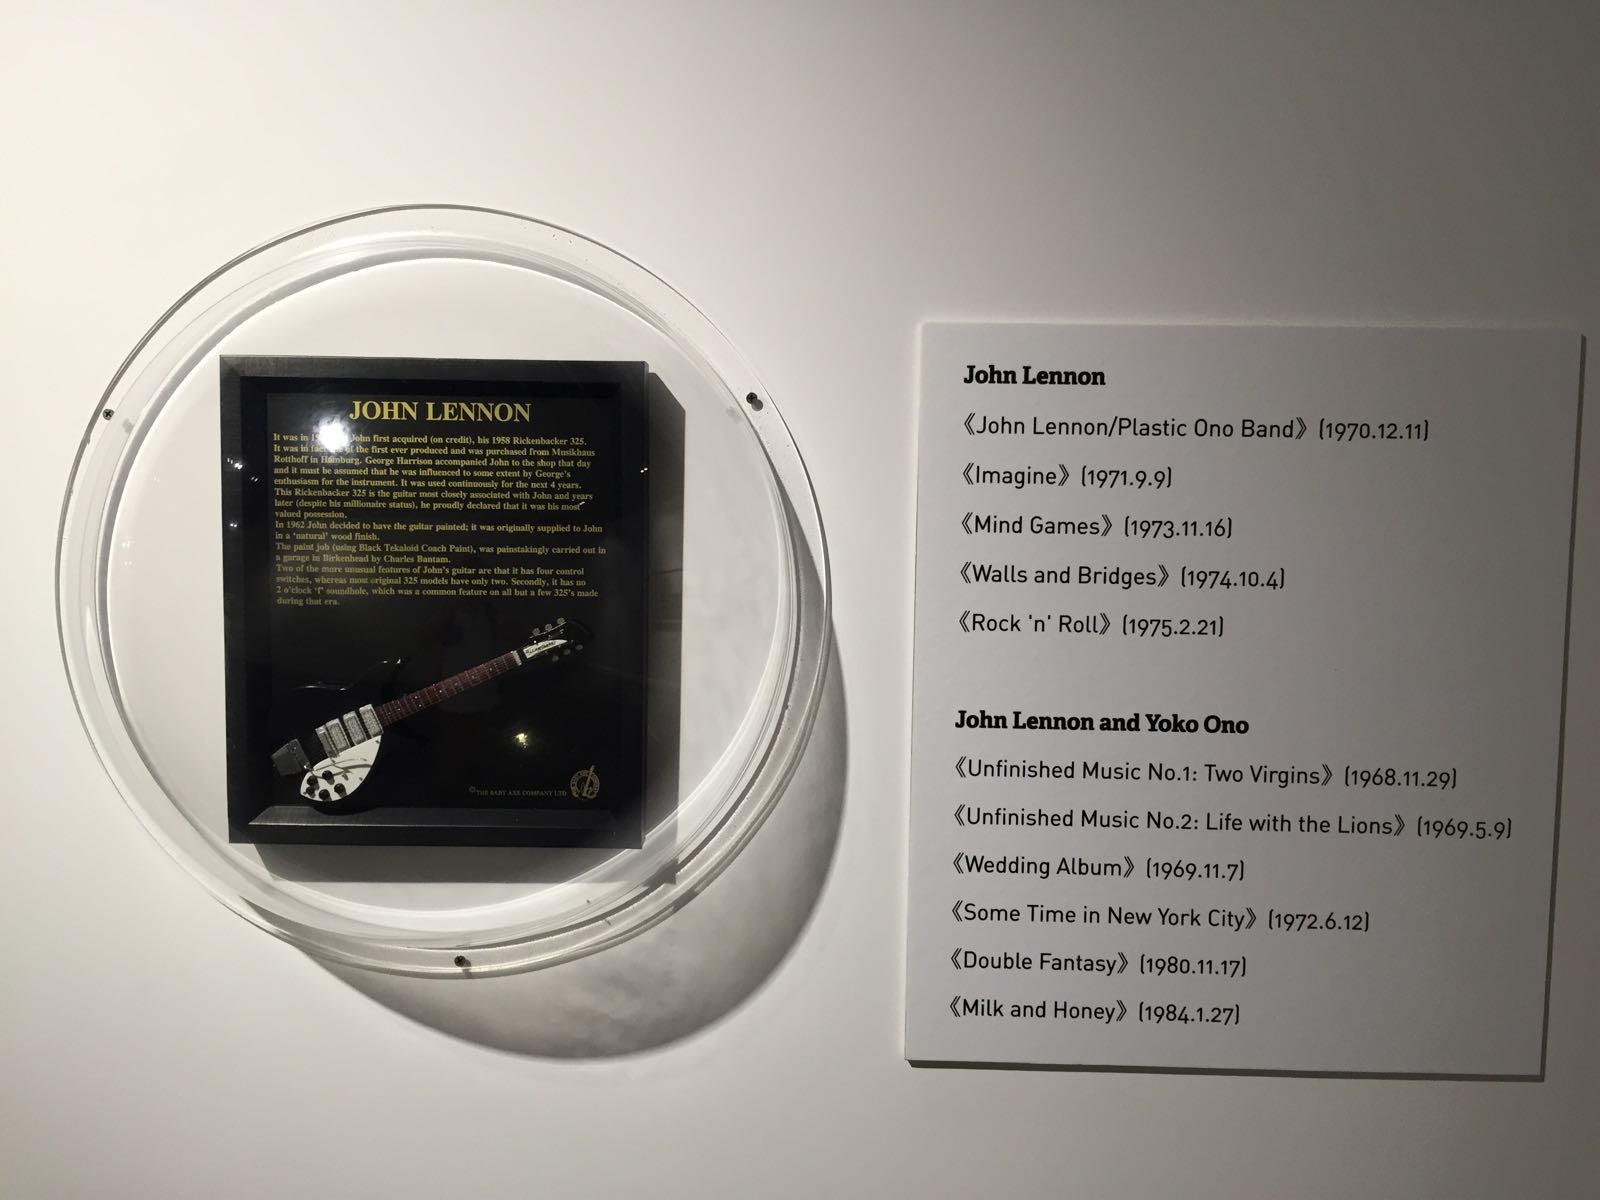 JOHN LENNON
It was in John first acquired (on credit), his 1958 Rickenbacker 325.
It was in of the first ever produced and was purchased from Musikhaus
Rotthoff in Hamburg. George Harrison accompanied John to the shop that day
and it must be assumed that he was influenced to some extent by George's
enthusiasm for the instrument. It was used continuously for the next 4 years.
This Rickenbacker 325 is the guitar most closely associated with John and years
later (despite his millionaire status), he proudly declared that it was his most
valued possession.
In 1962 John decided to have the guitar painted; it was originally supplied to John
in a 'natural' wood finish.
The paint job (using Black Tekaloid Coach Paint), was painstakingly carried out in
a garage in Birkenhead by Charles Bantam.
Two of the more unusual features of John's guitar are that it has four control
switches, whereas most original 325 models have only two. Secondly, it has no
2 o'clock 'f' soundhole, which was a common feature on all but a few 325's made
during that era.
© THE BABY AXE COMPANY LTD
John Lennon
《John Lennon/Plastic Ono Band》 (1970.12.11)
《Imagine》 (1971.9.9)
《Mind Games》 (1973.11.16)
《Walls and Bridges》 (1974.10.4)
《Rock 'n' Roll》 (1975.2.21)
John Lennon and Yoko Ono
《Unfinished Music No.1: Two Virgins》 (1968.11.29)
《Unfinished Music No.2: Life with the Lions》 (1969.5.9)
《Wedding Album》 (1969.11.7)
《Some Time in New York City》 (1972.6.12)
《Double Fantasy》 (1980.11.17)
《Milk and Honey》 (1984.1.27)